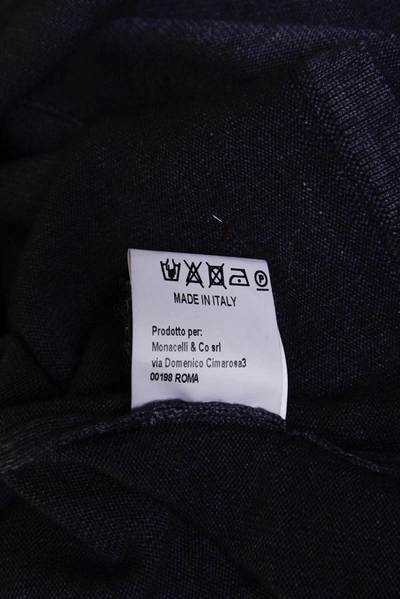 MADE IN ITALY
Prodotto per:
Monacelli & Co srl
via Domenico Cimarosa3
00198 ROMA